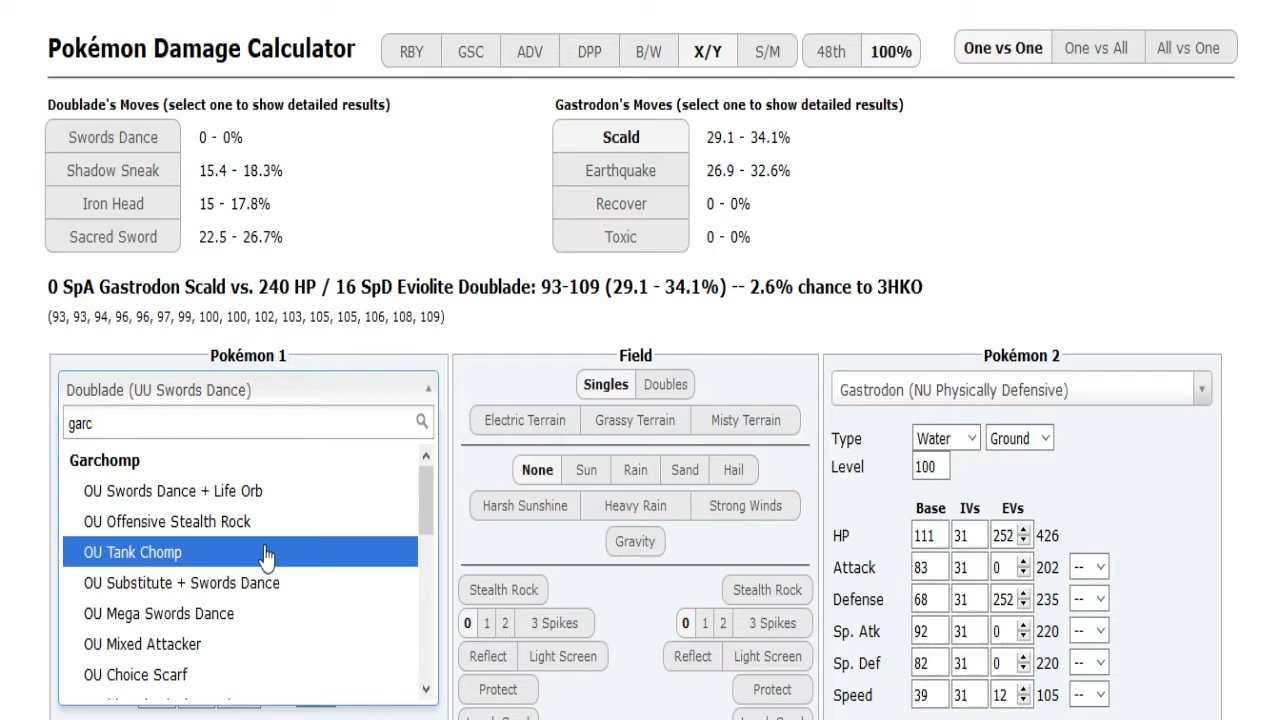 Pokémon Damage Calculator RBY GSC ADV DPP B/W X/Y S/M 48th 100% One vs One One vs All All vs One
Doublade's Moves (select one to show detailed results) Gastrodon's Moves (select one to show detailed results)
Swords Dance 0 - 0% Scald 29.1 - 34.1%
Shadow Sneak 15.4 - 18.3% Earthquake 26.9 - 32.6%
Iron Head 15 - 17.8% Recover 0 - 0%
Sacred Sword 22.5 - 26.7% Toxic 0 - 0%
0 SpA Gastrodon Scald vs. 240 HP / 16 SpD Eviolite Doublade: 93-109 (29.1 - 34.1%) -- 2.6% chance to 3HKO
(93, 93, 94, 96, 96, 97, 99, 100, 100, 102, 103, 105, 105, 106, 108, 109)
Pokémon 1
Doublade (UU Swords Dance)
garc
Garchomp
OU Swords Dance + Life Orb
OU Offensive Stealth Rock
OU Tank Chomp
OU Substitute + Swords Dance
OU Mega Swords Dance
OU Mixed Attacker
OU Choice Scarf
Field
Singles Doubles
Electric Terrain Grassy Terrain Misty Terrain
None Sun Rain Sand Hail
Harsh Sunshine Heavy Rain Strong Winds
Gravity
Stealth Rock Stealth Rock
0 1 2 3 Spikes 0 1 2 3 Spikes
Reflect Light Screen Reflect Light Screen
Protect Protect
Pokémon 2
Gastrodon (NU Physically Defensive)
Type Water Ground
Level 100
Base IVs EVs
HP 111 31 252 426
Attack 83 31 0 202 --
Defense 68 31 252 235 --
Sp. Atk 92 31 0 220 --
Sp. Def 82 31 0 220 --
Speed 39 31 12 105 --